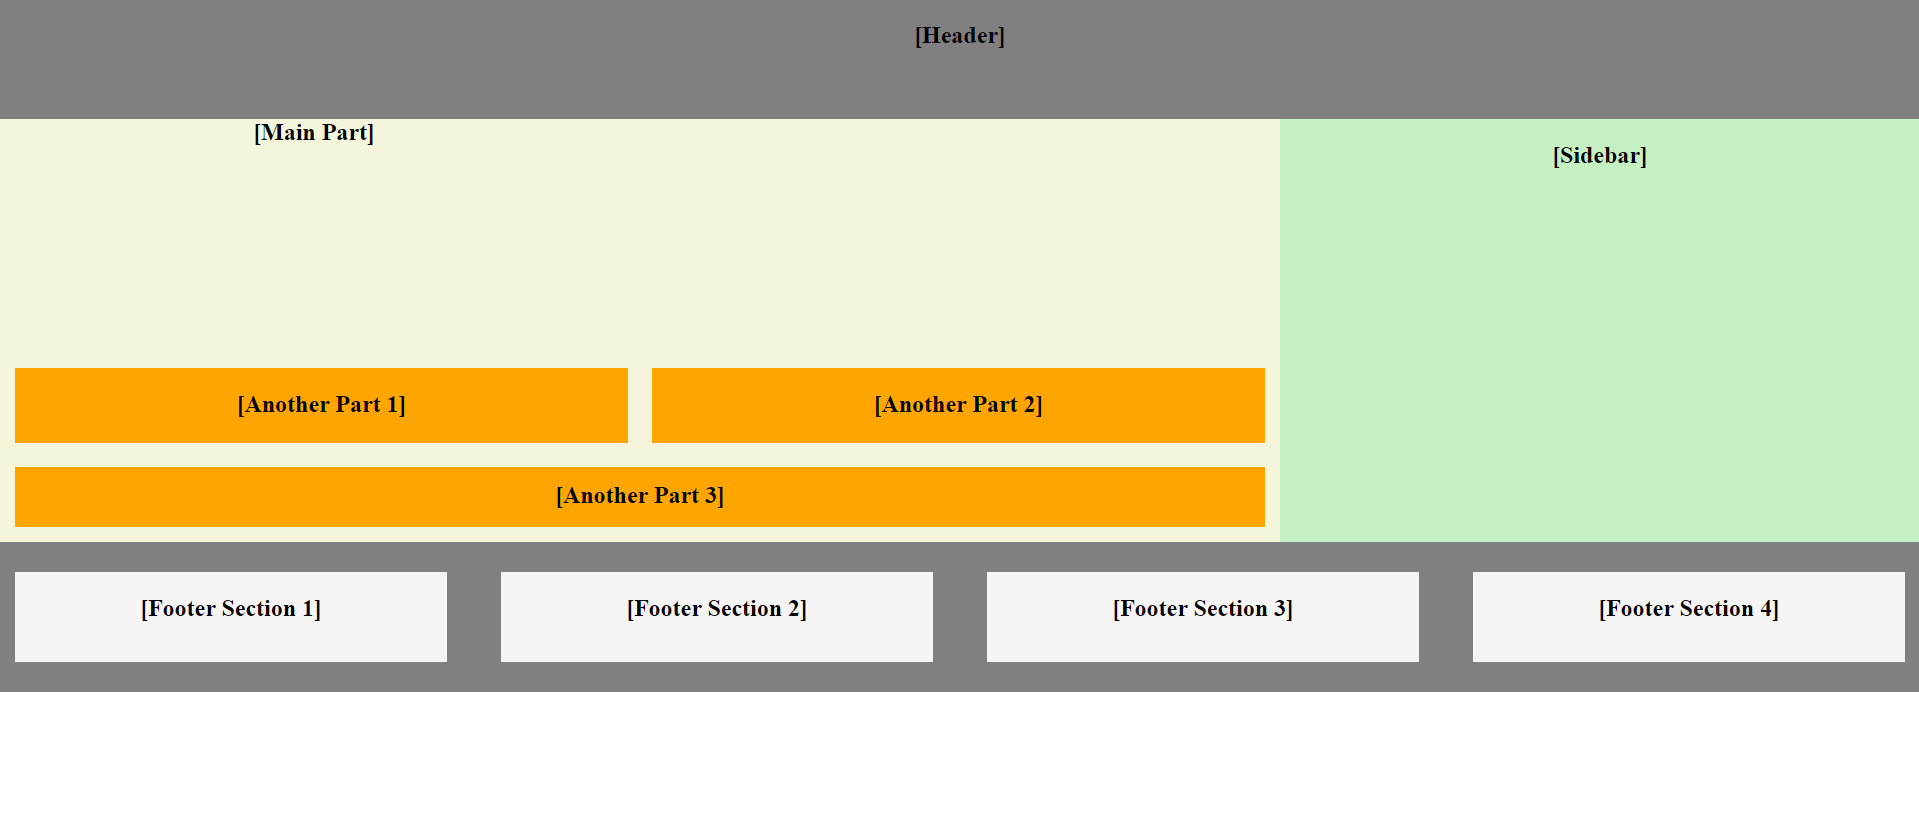 [Header]
[Main Part]
[Sidebar]
[Another Part 1]
[Another Part 2]
[Another Part 3]
[Footer Section 1]
[Footer Section 2]
[Footer Section 3]
[Footer Section 4]